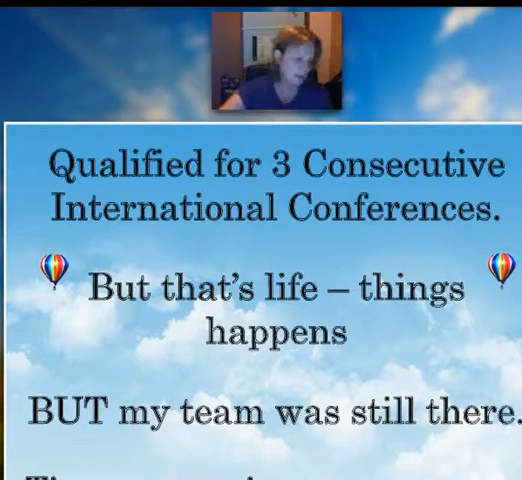 Qualified for 3 Consecutive
International Conferences.
But that's life – things
happens
BUT my team was still there.